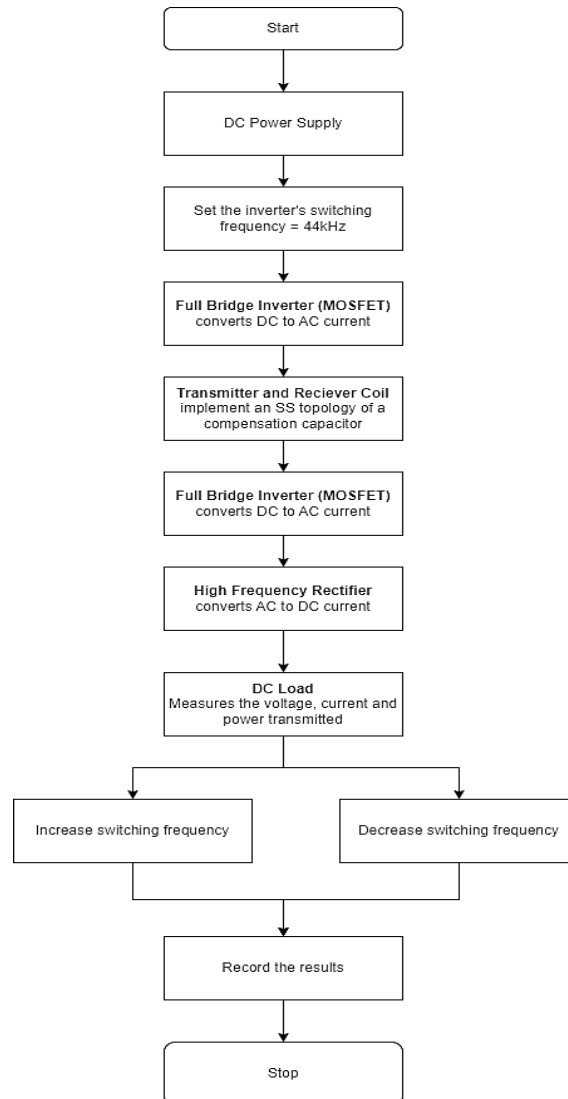 Start
DC Power Supply
Set the inverter's switching
frequency = 44kHz
Full Bridge Inverter (MOSFET)
converts DC to AC current
Transmitter and Reciever Coil
implement an SS topology of a
compensation capacitor
Full Bridge Inverter (MOSFET)
converts DC to AC current
High Frequency Rectifier
converts AC to DC current
DC Load
Measures the voltage, current and
power transmitted
Increase switching frequency
Decrease switching frequency
Record the results
Stop